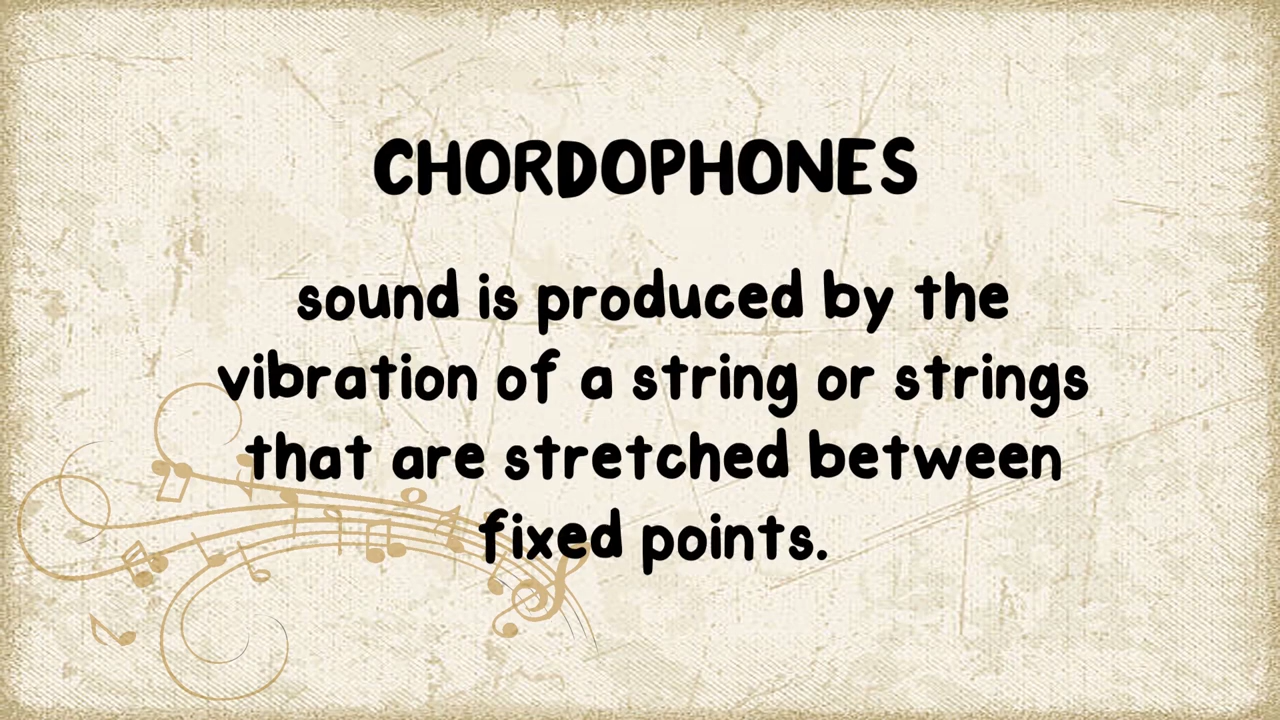 CHORDOPHONES
sound is produced by the
vibration of a string or strings
that are stretched between
fixed points.